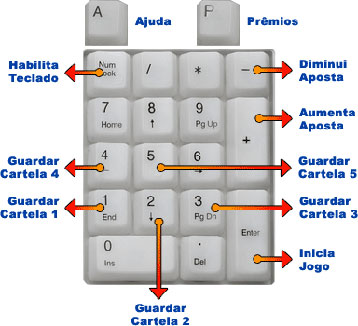 A
Ajuda
P
Prêmios
Habilita
Teclado
Num
Lock
/
*
-
Diminui
Aposta
7
Home
8
↑
9
Pg Up
+
Aumenta
Aposta
Guardar
Cartela 4
4
←
5
6
→
Guardar
Cartela 5
Guardar
Cartela 1
1
End
2
↓
3
Pg Dn
Guardar
Cartela 3
0
Ins
.
Del
Enter
Inicia
Jogo
Guardar
Cartela 2